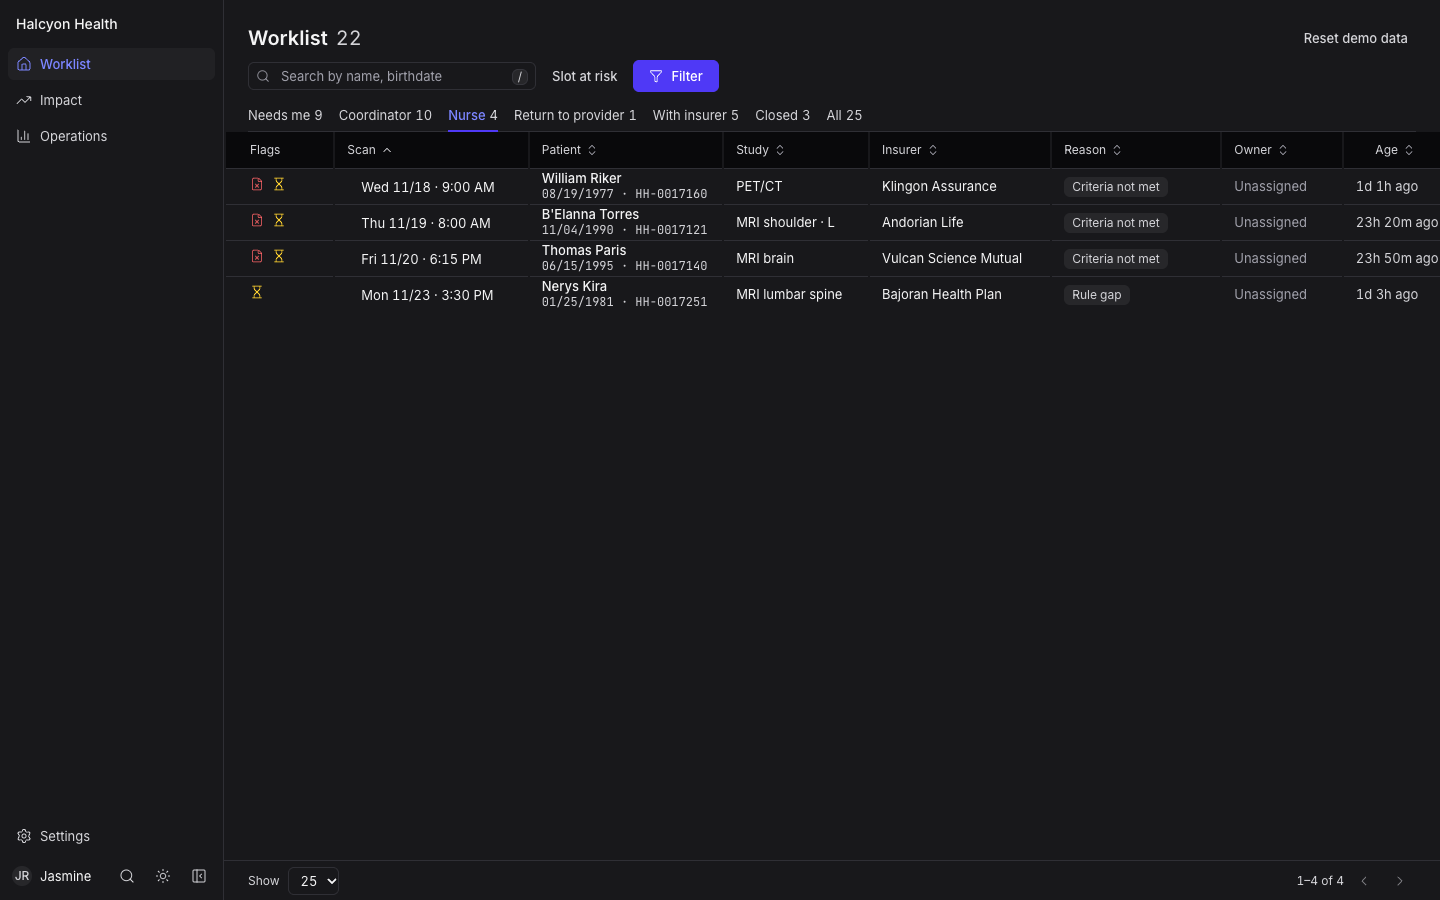 Halcyon Health
Worklist
Impact
Operations
Settings
JR Jasmine
Worklist 22
Reset demo data
Search by name, birthdate /
Slot at risk
Filter
Needs me 9 Coordinator 10 Nurse 4 Return to provider 1 With insurer 5 Closed 3 All 25
Flags Scan Patient Study Insurer Reason Owner Age
Wed 11/18 · 9:00 AM William Riker PET/CT Klingon Assurance Criteria not met Unassigned 1d 1h ago
08/19/1977 · HH-0017160
Thu 11/19 · 8:00 AM B'Elanna Torres MRI shoulder · L Andorian Life Criteria not met Unassigned 23h 20m ago
11/04/1990 · HH-0017121
Fri 11/20 · 6:15 PM Thomas Paris MRI brain Vulcan Science Mutual Criteria not met Unassigned 23h 50m ago
06/15/1995 · HH-0017140
Mon 11/23 · 3:30 PM Nerys Kira MRI lumbar spine Bajoran Health Plan Rule gap Unassigned 1d 3h ago
01/25/1981 · HH-0017251
Show 25
1–4 of 4